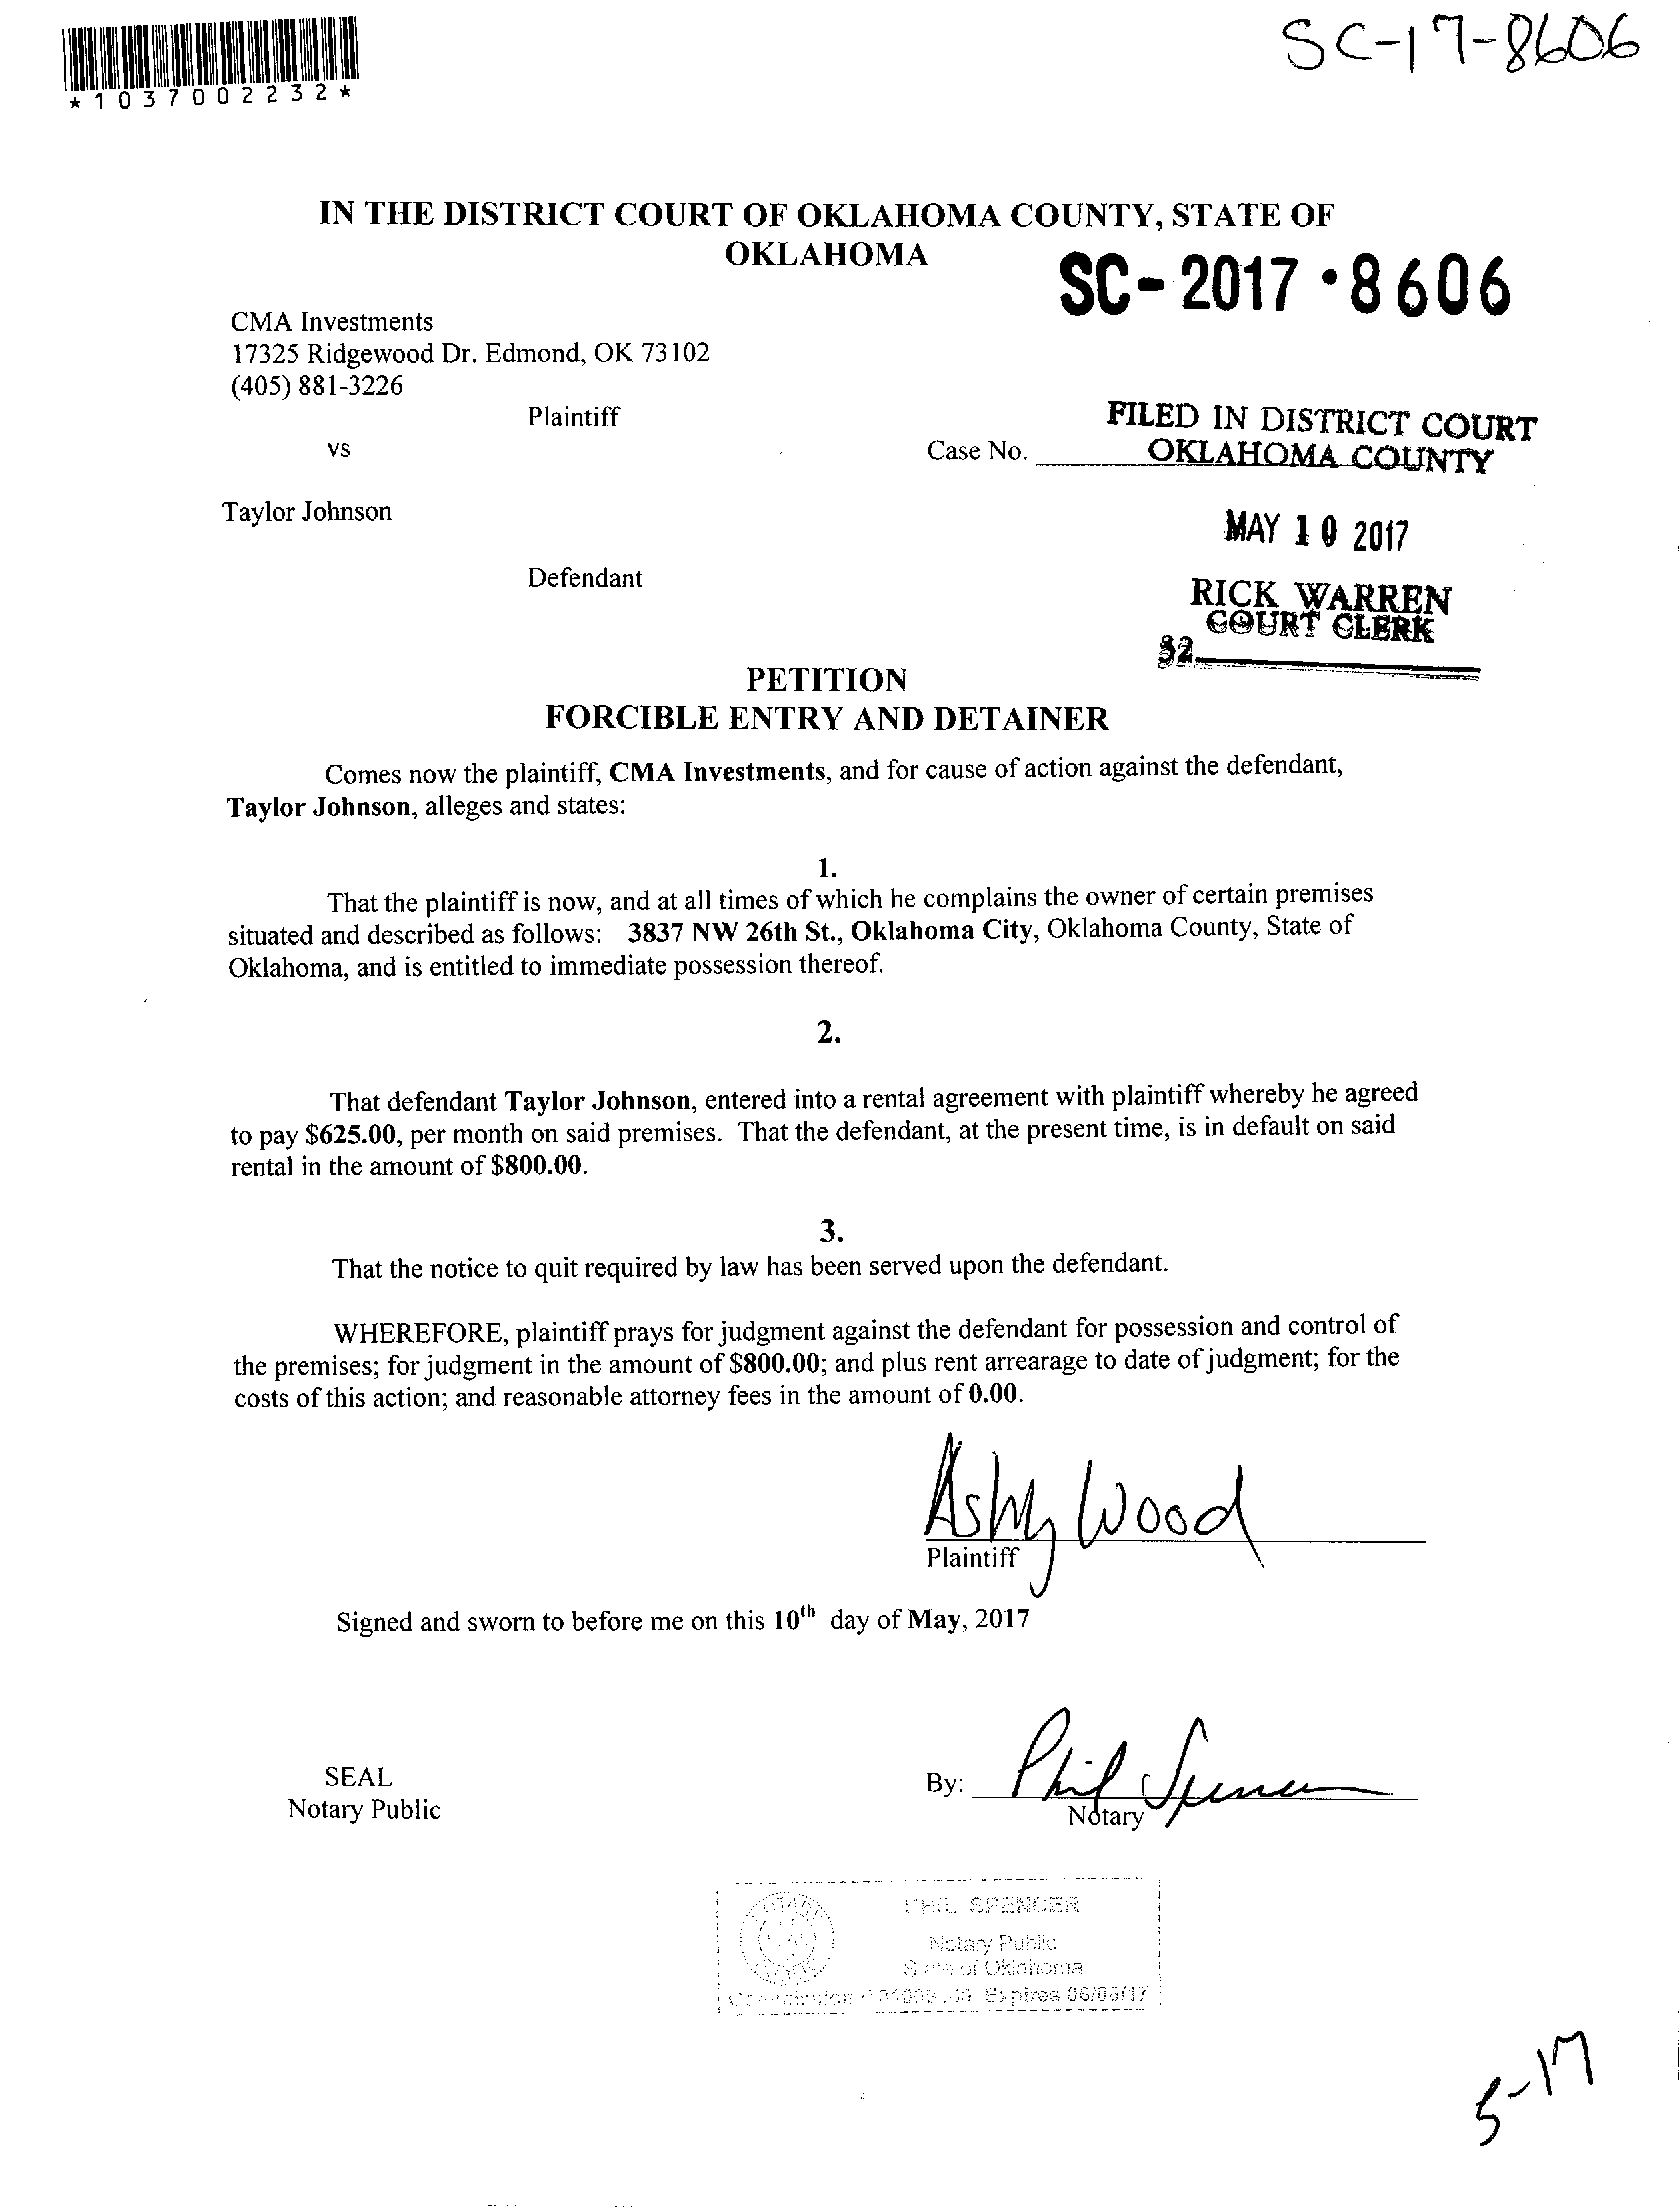 SC-17-8606
*1037002232*
IN THE DISTRICT COURT OF OKLAHOMA COUNTY, STATE OF
OKLAHOMA
SC-2017·8606
CMA Investments
17325 Ridgewood Dr. Edmond, OK 73102
(405) 881-3226
Plaintiff
FILED IN DISTRICT COURT
vs
Case No. OKLAHOMA COUNTY
Taylor Johnson
MAY 10 2017
Defendant
RICK WARREN
COURT CLERK
32
PETITION
FORCIBLE ENTRY AND DETAINER
Comes now the plaintiff, CMA Investments, and for cause of action against the defendant,
Taylor Johnson, alleges and states:
1.
That the plaintiff is now, and at all times of which he complains the owner of certain premises
situated and described as follows: 3837 NW 26th St., Oklahoma City, Oklahoma County, State of
Oklahoma, and is entitled to immediate possession thereof.
2.
That defendant Taylor Johnson, entered into a rental agreement with plaintiff whereby he agreed
to pay $625.00, per month on said premises. That the defendant, at the present time, is in default on said
rental in the amount of $800.00.
3.
That the notice to quit required by law has been served upon the defendant.
WHEREFORE, plaintiff prays for judgment against the defendant for possession and control of
the premises; for judgment in the amount of $800.00; and plus rent arrearage to date of judgment; for the
costs of this action; and reasonable attorney fees in the amount of 0.00.
Ashly Wood
Plaintiff
Signed and sworn to before me on this 10th day of May, 2017
SEAL
Notary Public
By: Phil Spencer
Notary
PHIL SPENCER
Notary Public
State of Oklahoma
Commission Expires 06/03/17
5-17